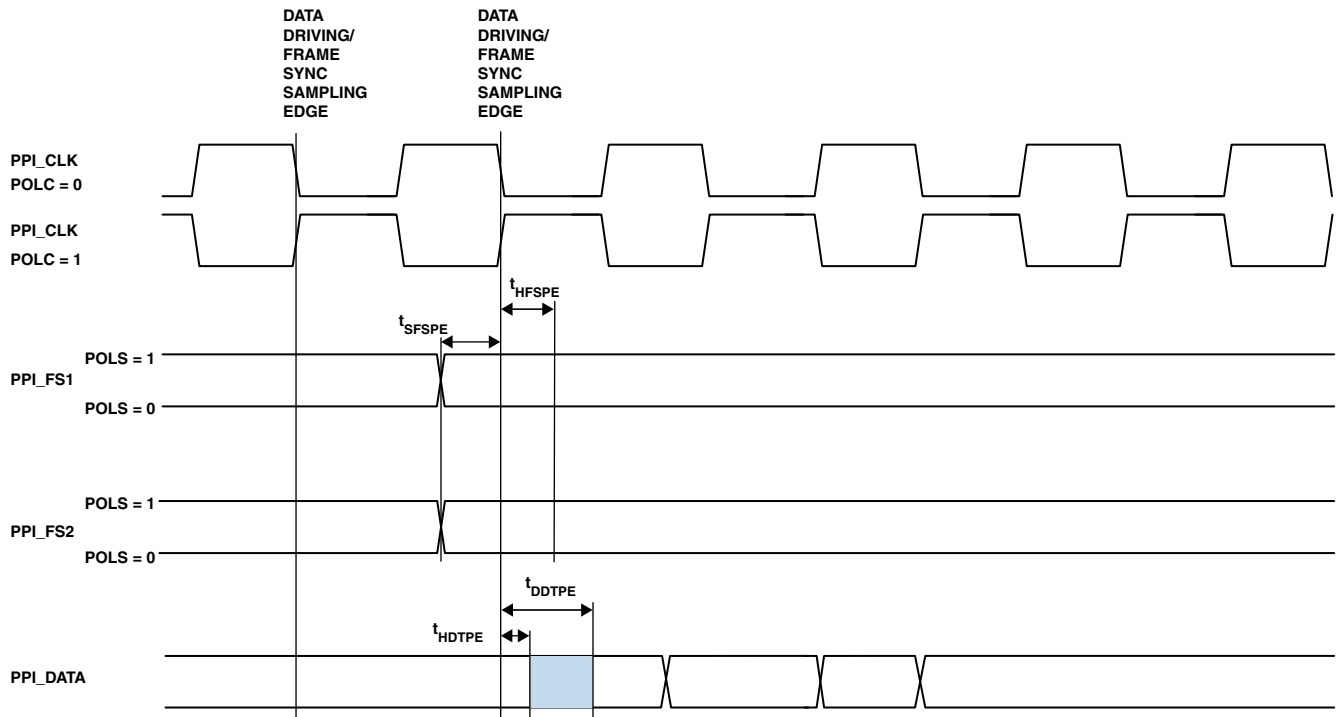 DATA
DRIVING/
FRAME
SYNC
SAMPLING
EDGE
DATA
DRIVING/
FRAME
SYNC
SAMPLING
EDGE
PPI_CLK
POLC = 0
PPI_CLK
POLC = 1
tHFSPE
tSFSPE
POLS = 1
PPI_FS1
POLS = 0
POLS = 1
PPI_FS2
POLS = 0
tDDTPE
tHDTPE
PPI_DATA